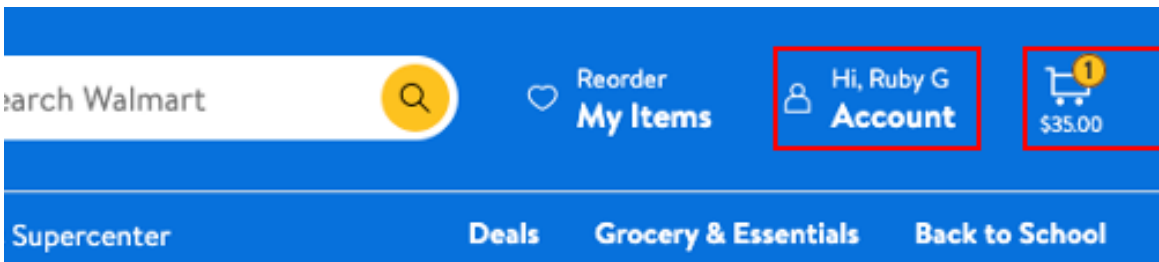 earch Walmart
Reorder
My Items
Hi, Ruby G
Account
1
$35.00
Supercenter
Deals
Grocery & Essentials
Back to School